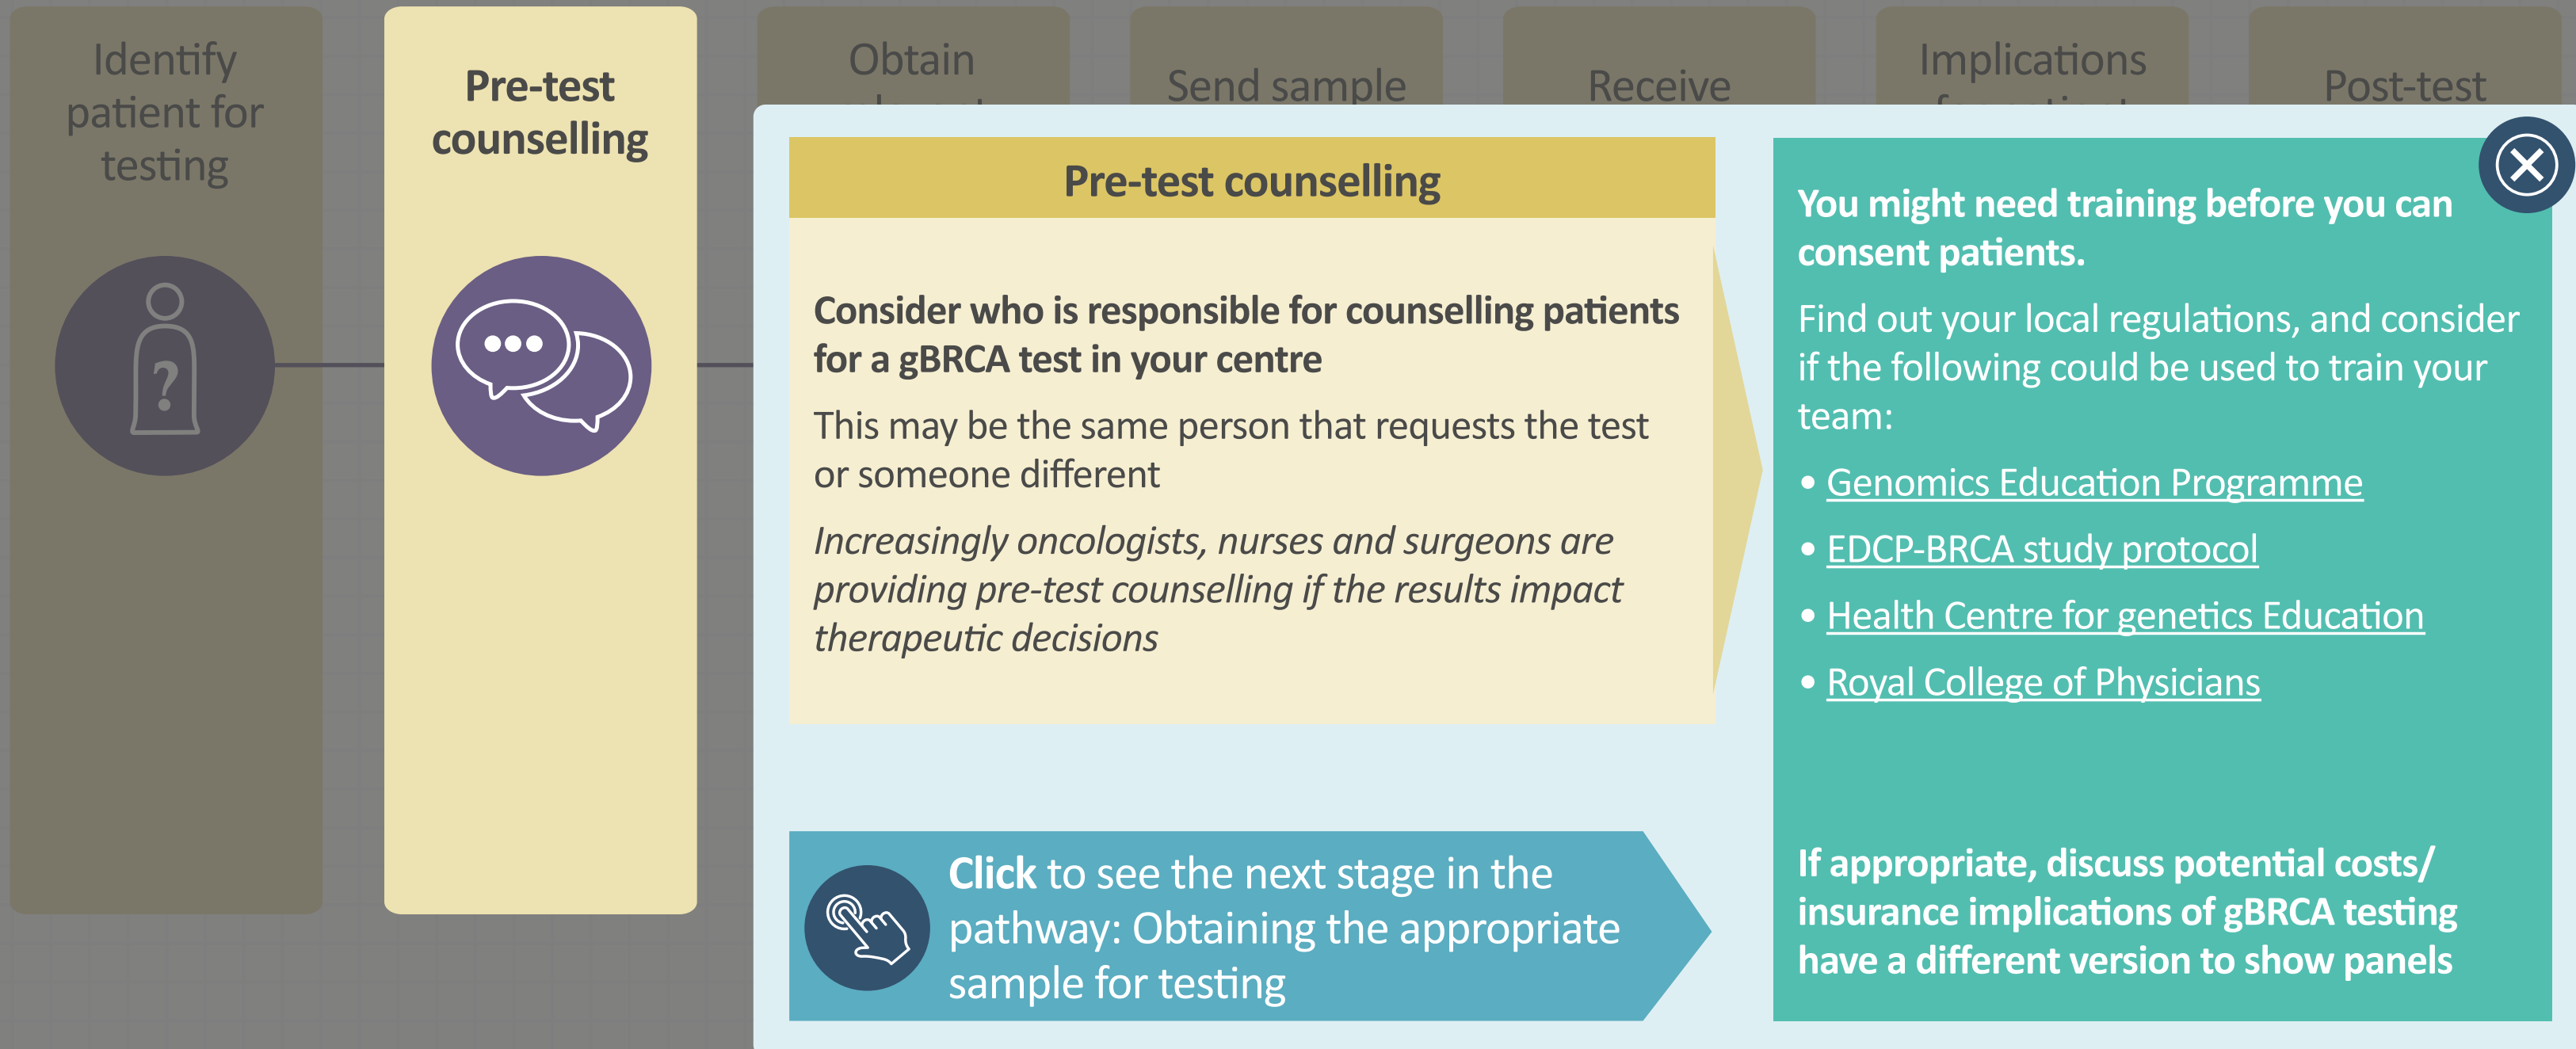 Identify
patient for
testing
?
Pre-test
counselling
Obtain
Send sample
Receive
Implications
Post-test
Pre-test counselling
Consider who is responsible for counselling patients
for a gBRCA test in your centre
This may be the same person that requests the test
or someone different
Increasingly oncologists, nurses and surgeons are
providing pre-test counselling if the results impact
therapeutic decisions
Click to see the next stage in the
pathway: Obtaining the appropriate
sample for testing
You might need training before you can
consent patients.
Find out your local regulations, and consider
if the following could be used to train your
team:
• Genomics Education Programme
• EDCP-BRCA study protocol
• Health Centre for genetics Education
• Royal College of Physicians
If appropriate, discuss potential costs/
insurance implications of gBRCA testing
have a different version to show panels